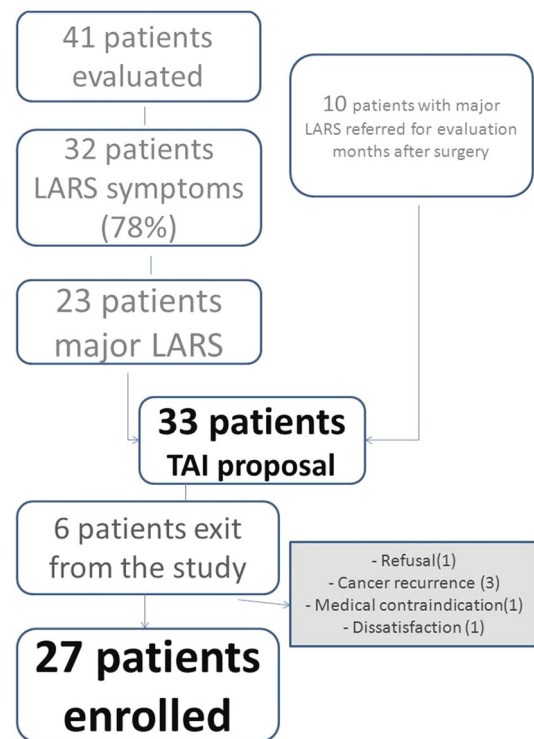 41 patients
evaluated
10 patients with major
LARS referred for evaluation
months after surgery
32 patients
LARS symptoms
(78%)
23 patients
major LARS
33 patients
TAI proposal
6 patients exit
from the study
- Refusal(1)
- Cancer recurrence (3)
- Medical contraindication(1)
- Dissatisfaction (1)
27 patients
enrolled